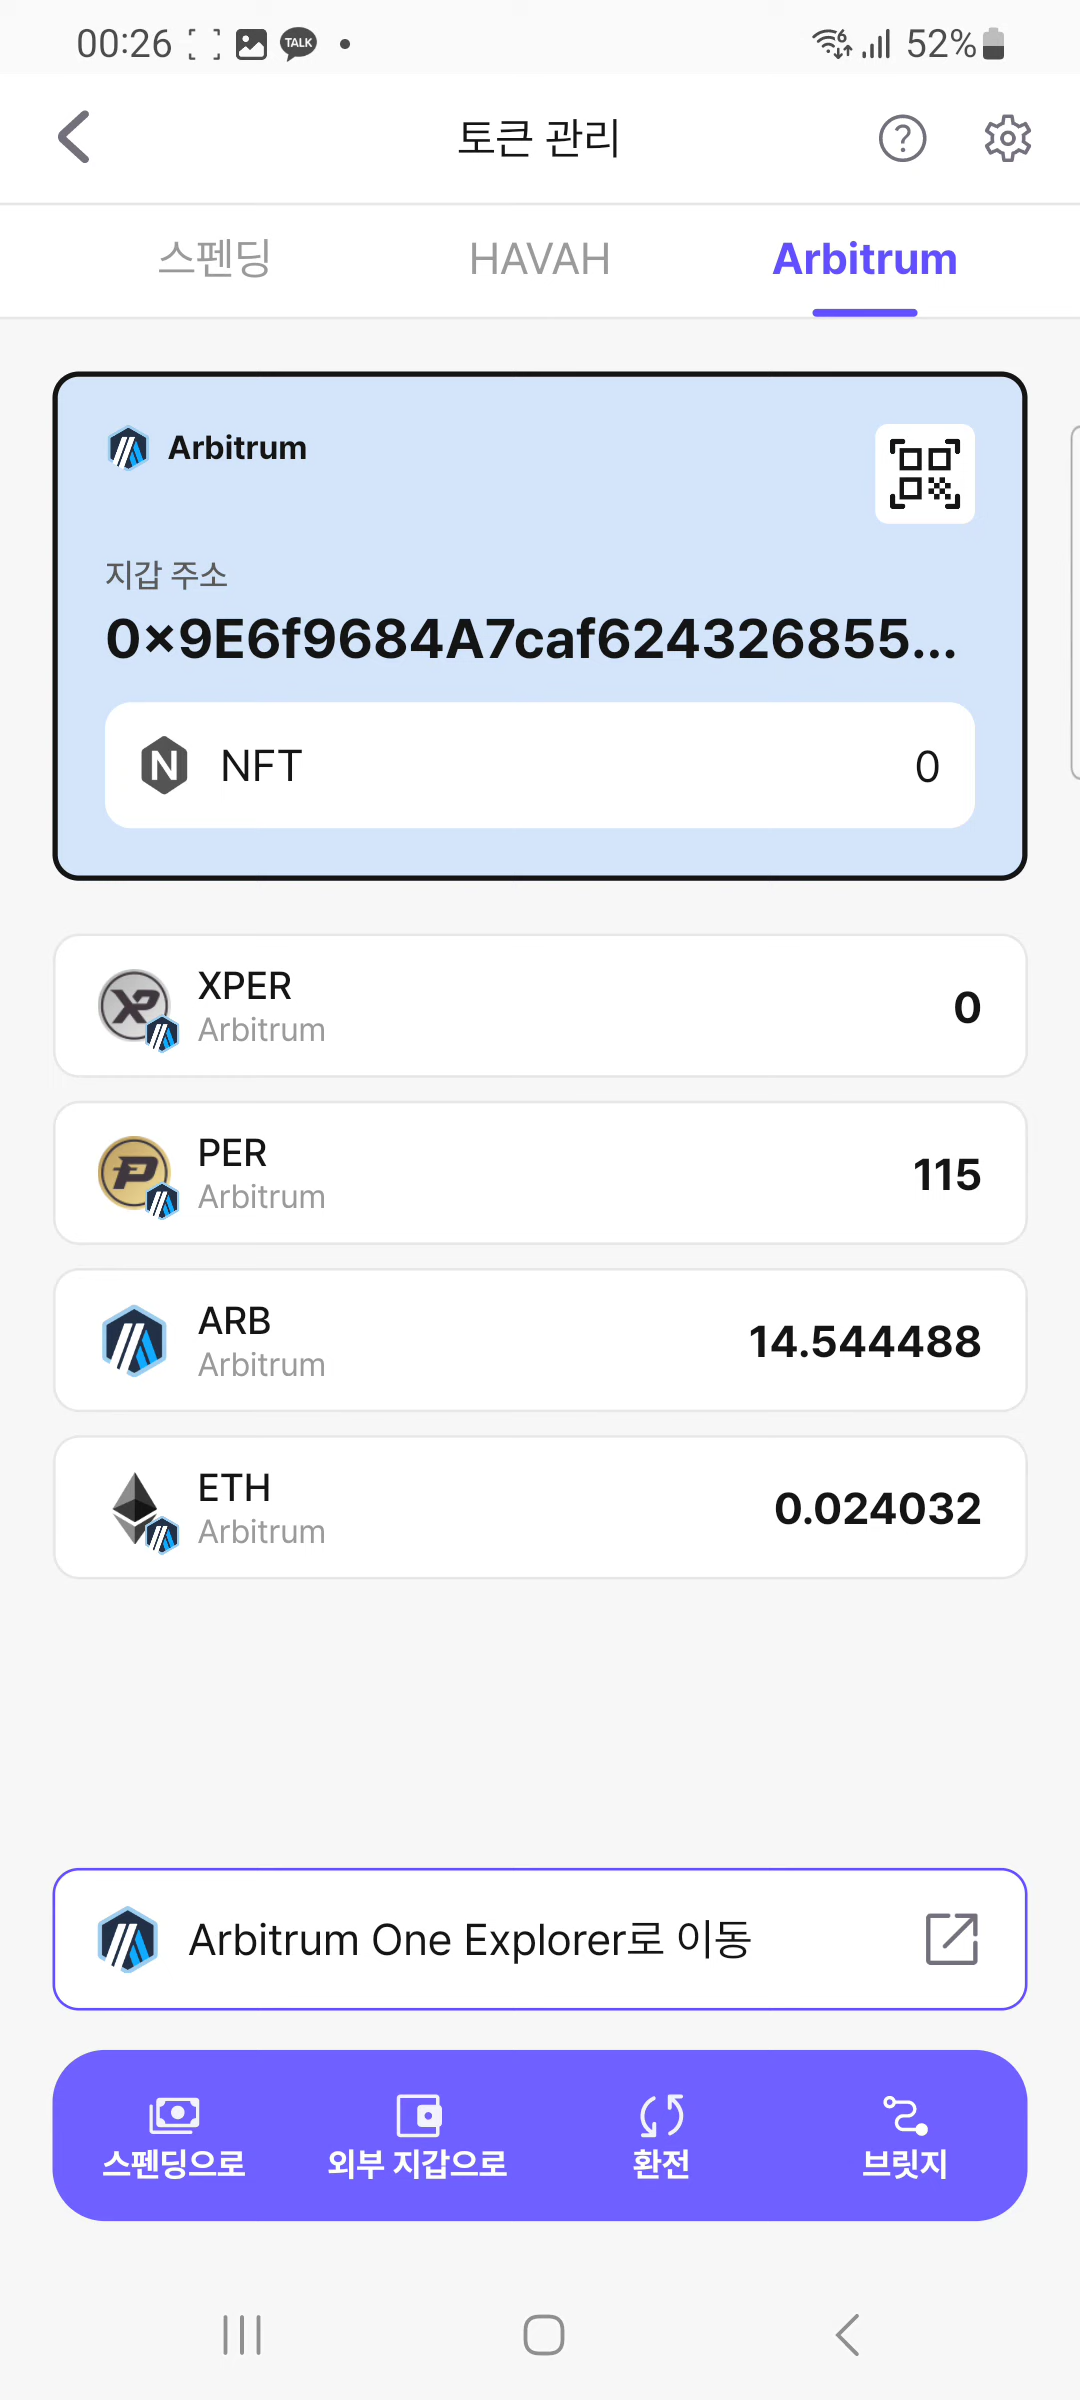 00:26 TALK 52%
토큰 관리
스펜딩 HAVAH Arbitrum
Arbitrum
지갑 주소
0×9E6f9684A7caf624326855...
N NFT 0
XPER
Arbitrum
0
PER
Arbitrum
115
ARB
Arbitrum
14.544488
ETH
Arbitrum
0.024032
Arbitrum One Explorer로 이동
스펜딩으로 외부 지갑으로 환전 브릿지